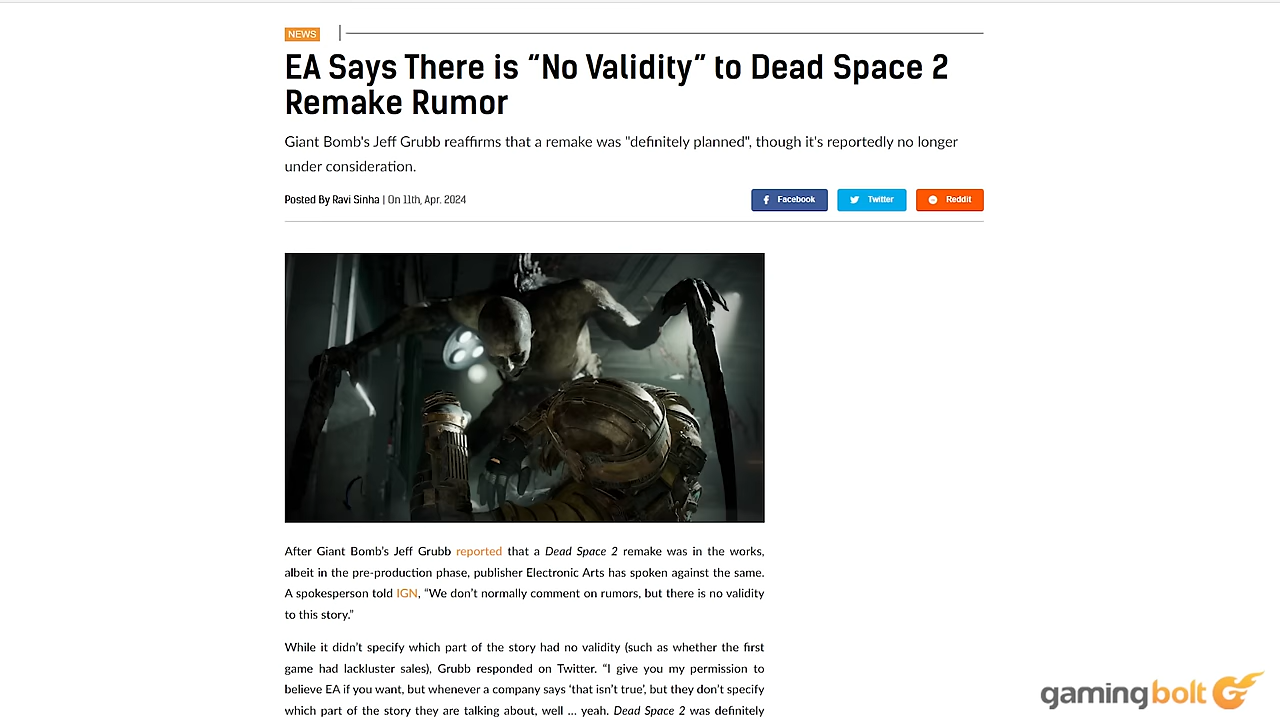 NEWS
EA Says There is “No Validity” to Dead Space 2
Remake Rumor
Giant Bomb's Jeff Grubb reaffirms that a remake was "definitely planned", though it's reportedly no longer
under consideration.
Posted By Ravi Sinha | On 11th, Apr. 2024
Facebook
Twitter
Reddit
After Giant Bomb’s Jeff Grubb reported that a Dead Space 2 remake was in the works,
albeit in the pre-production phase, publisher Electronic Arts has spoken against the same.
A spokesperson told IGN, “We don’t normally comment on rumors, but there is no validity
to this story.”
While it didn’t specify which part of the story had no validity (such as whether the first
game had lackluster sales), Grubb responded on Twitter. “I give you my permission to
believe EA if you want, but whenever a company says ‘that isn’t true’, but they don’t specify
which part of the story they are talking about, well … yeah. Dead Space 2 was definitely
gamingbolt